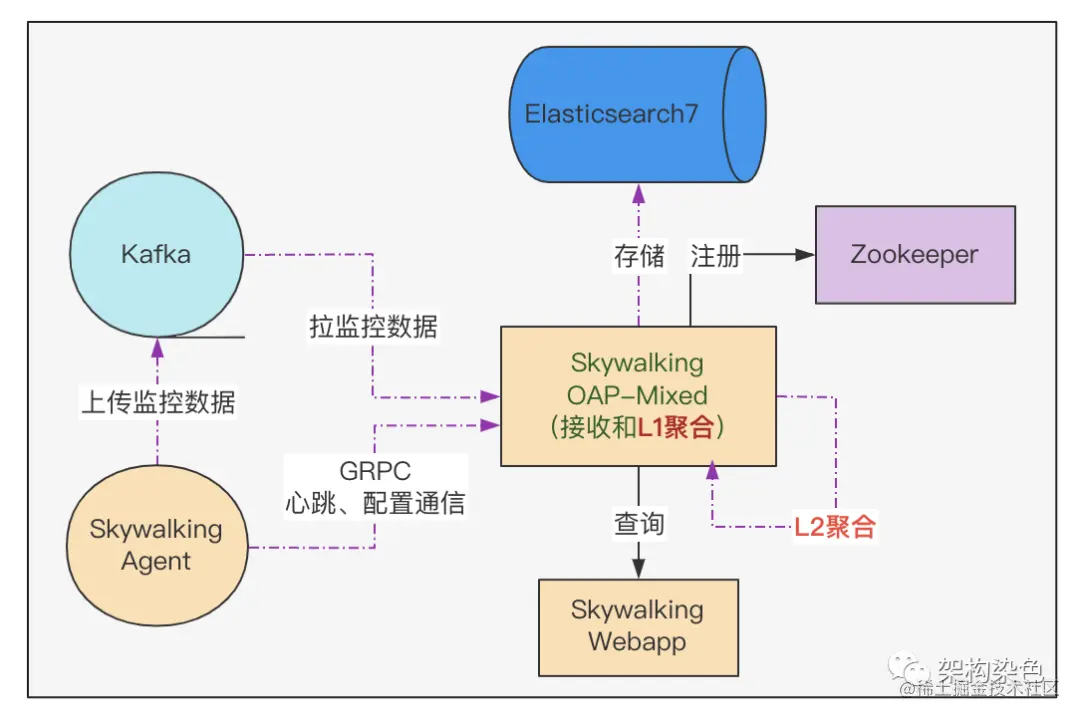 Elasticsearch7
Kafka
存储
注册
Zookeeper
拉监控数据
Skywalking
OAP-Mixed
(接收和L1聚合)
上传监控数据
GRPC
心跳、配置通信
Skywalking
Agent
查询
L2聚合
Skywalking
Webapp
架构染色
@稀土掘金技术社区